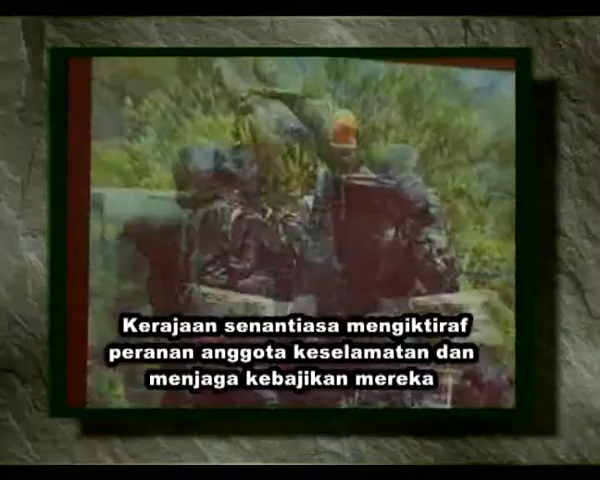 Kerajaan senantiasa mengiktiraf
peranan anggota keselamatan dan
menjaga kebajikan mereka